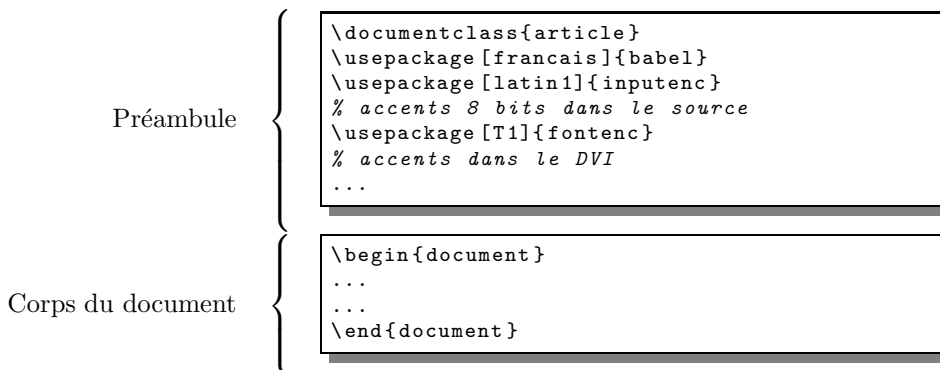 Préambule
\documentclass{article}
\usepackage[francais]{babel}
\usepackage[latin1]{inputenc}
% accents 8 bits dans le source
\usepackage[T1]{fontenc}
% accents dans le DVI
...
Corps du document
\begin{document}
...
...
\end{document}